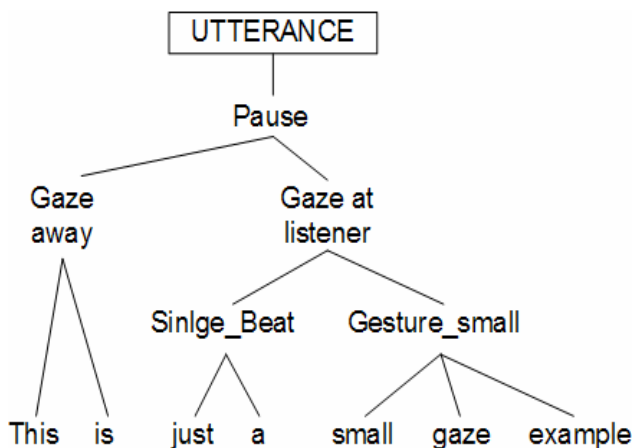 UTTERANCE
Pause
Gaze away
Gaze at listener
Sinlge_Beat Gesture_small
This is just a small gaze example